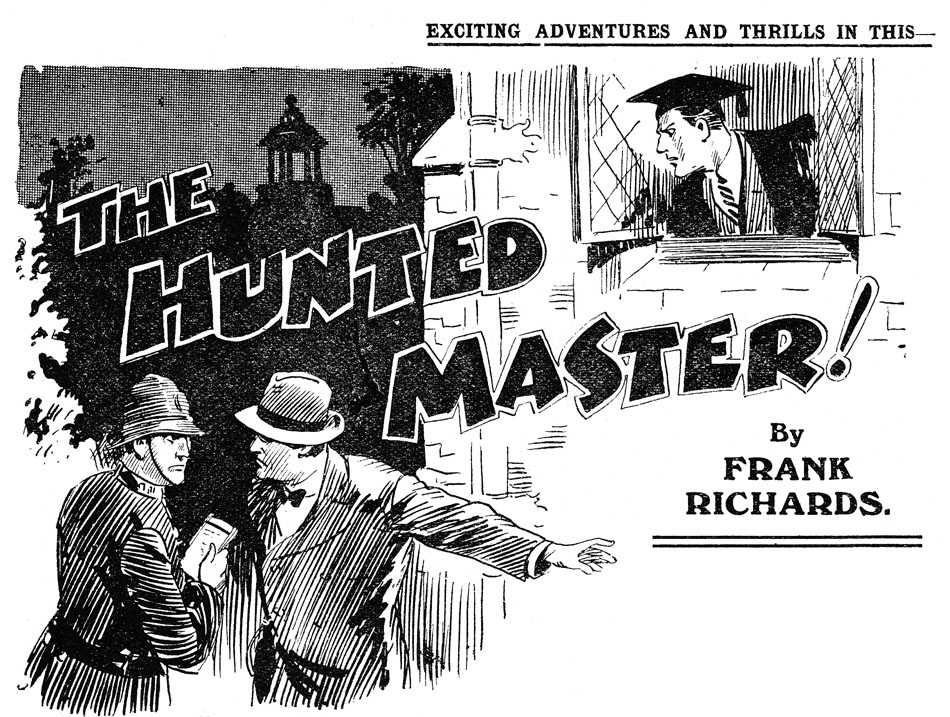 EXCITING ADVENTURES AND THRILLS IN THIS—
THE
HUNTED
MASTER!
By
FRANK
RICHARDS.